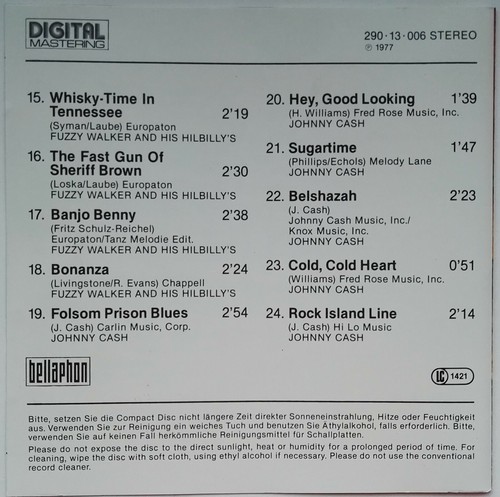 DIGITAL
MASTERING
290·13·006 STEREO
℗ 1977
15. Whisky-Time In
Tennessee 2'19
(Syman/Laube) Europaton
FUZZY WALKER AND HIS HILBILLY'S
16. The Fast Gun Of
Sheriff Brown 2'30
(Loska/Laube) Europaton
FUZZY WALKER AND HIS HILBILLY'S
17. Banjo Benny 2'38
(Fritz Schulz-Reichel)
Europaton/Tanz Melodie Edit.
FUZZY WALKER AND HIS HILBILLY'S
18. Bonanza 2'24
(Livingstone/R. Evans) Chappell
FUZZY WALKER AND HIS HILBILLY'S
19. Folsom Prison Blues 2'54
(J. Cash) Carlin Music, Corp.
JOHNNY CASH
20. Hey, Good Looking 1'39
(H. Williams) Fred Rose Music, Inc.
JOHNNY CASH
21. Sugartime 1'47
(Phillips/Echols) Melody Lane
JOHNNY CASH
22. Belshazah 2'23
(J. Cash)
Johnny Cash Music, Inc./
Knox Music, Inc.
JOHNNY CASH
23. Cold, Cold Heart 0'51
(Williams) Fred Rose Music, Inc.
JOHNNY CASH
24. Rock Island Line 2'14
(J. Cash) Hi Lo Music
JOHNNY CASH
bellaphon
LC 1421
Bitte, setzen Sie die Compact Disc nicht längere Zeit direkter Sonneneinstrahlung, Hitze oder Feuchtigkeit
aus. Verwenden Sie zur Reinigung ein weiches Tuch und benutzen Sie Äthylalkohol, falls erforderlich. Bitte,
verwenden Sie auf keinen Fall herkömmliche Reinigungsmittel für Schallplatten.
Please do not expose the disc to the direct sunlight, heat or humidity for a prolonged period of time. For
cleaning, wipe the disc with soft cloth, using ethyl alcohol if necessary. Please do not use the conventional
record cleaner.